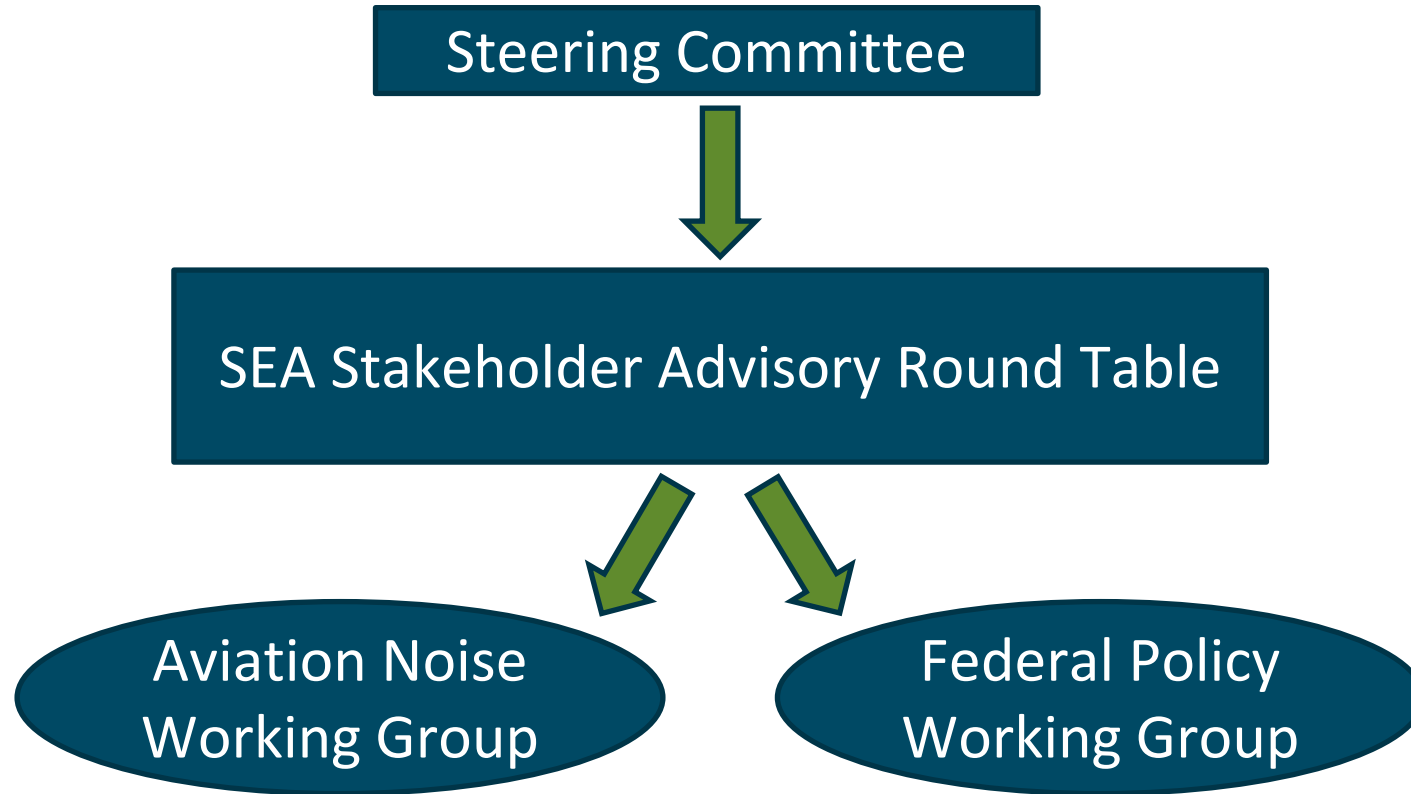 Steering Committee
SEA Stakeholder Advisory Round Table
Aviation Noise
Working Group
Federal Policy
Working Group